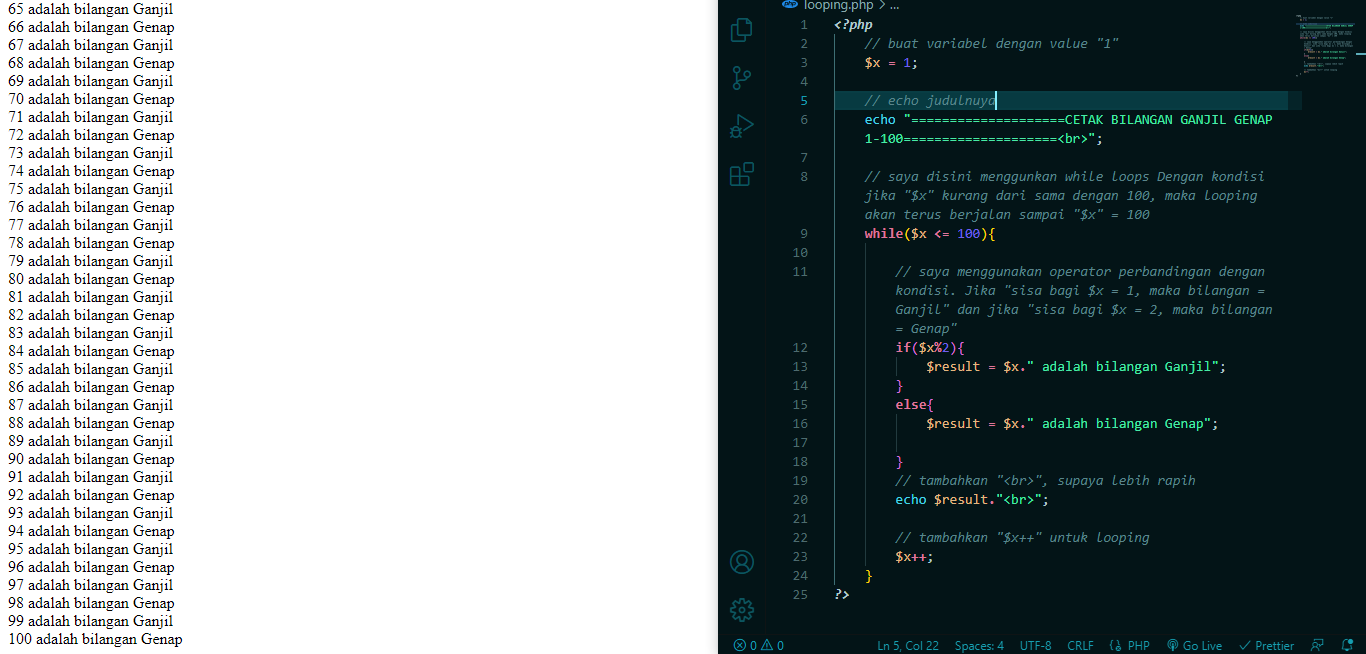 65 adalah bilangan Ganjil
66 adalah bilangan Genap
67 adalah bilangan Ganjil
68 adalah bilangan Genap
69 adalah bilangan Ganjil
70 adalah bilangan Genap
71 adalah bilangan Ganjil
72 adalah bilangan Genap
73 adalah bilangan Ganjil
74 adalah bilangan Genap
75 adalah bilangan Ganjil
76 adalah bilangan Genap
77 adalah bilangan Ganjil
78 adalah bilangan Genap
79 adalah bilangan Ganjil
80 adalah bilangan Genap
81 adalah bilangan Ganjil
82 adalah bilangan Genap
83 adalah bilangan Ganjil
84 adalah bilangan Genap
85 adalah bilangan Ganjil
86 adalah bilangan Genap
87 adalah bilangan Ganjil
88 adalah bilangan Genap
89 adalah bilangan Ganjil
90 adalah bilangan Genap
91 adalah bilangan Ganjil
92 adalah bilangan Genap
93 adalah bilangan Ganjil
94 adalah bilangan Genap
95 adalah bilangan Ganjil
96 adalah bilangan Genap
97 adalah bilangan Ganjil
98 adalah bilangan Genap
99 adalah bilangan Ganjil
100 adalah bilangan Genap
php looping.php > ...
1 <?php
2 // buat variabel dengan value "1"
3 $x = 1;
4
5 // echo judulnuya
6 echo "====================CETAK BILANGAN GANJIL GENAP
1-100====================<br>";
7
8 // saya disini menggunkan while loops Dengan kondisi
jika "$x" kurang dari sama dengan 100, maka looping
akan terus berjalan sampai "$x" = 100
9 while($x <= 100){
10
11 // saya menggunakan operator perbandingan dengan
kondisi. Jika "sisa bagi $x = 1, maka bilangan =
Ganjil" dan jika "sisa bagi $x = 2, maka bilangan
= Genap"
12 if($x%2){
13 $result = $x." adalah bilangan Ganjil";
14 }
15 else{
16 $result = $x." adalah bilangan Genap";
17
18 }
19 // tambahkan "<br>", supaya lebih rapih
20 echo $result."<br>";
21
22 // tambahkan "$x++" untuk looping
23 $x++;
24 }
25 ?>
0 0 Ln 5, Col 22 Spaces: 4 UTF-8 CRLF PHP Go Live Prettier